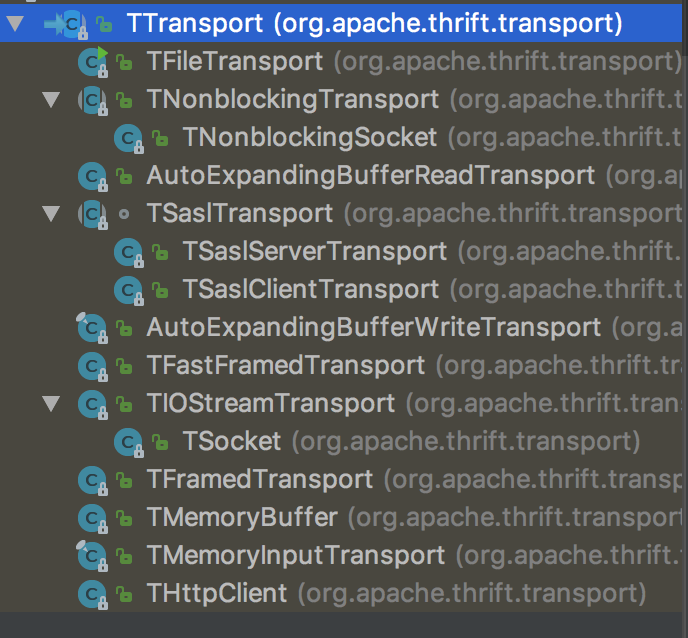 TTransport (org.apache.thrift.transport)
TFileTransport (org.apache.thrift.transport)
TNonblockingTransport (org.apache.thrift.t
TNonblockingSocket (org.apache.thrift.t
AutoExpandingBufferReadTransport (org.a
TSaslTransport (org.apache.thrift.transport
TSaslServerTransport (org.apache.thrift.
TSaslClientTransport (org.apache.thrift.t
AutoExpandingBufferWriteTransport (org.a
TFastFramedTransport (org.apache.thrift.tr
TIOStreamTransport (org.apache.thrift.tran
TSocket (org.apache.thrift.transport)
TFramedTransport (org.apache.thrift.transp
TMemoryBuffer (org.apache.thrift.transport
TMemoryInputTransport (org.apache.thrift.
THttpClient (org.apache.thrift.transport)